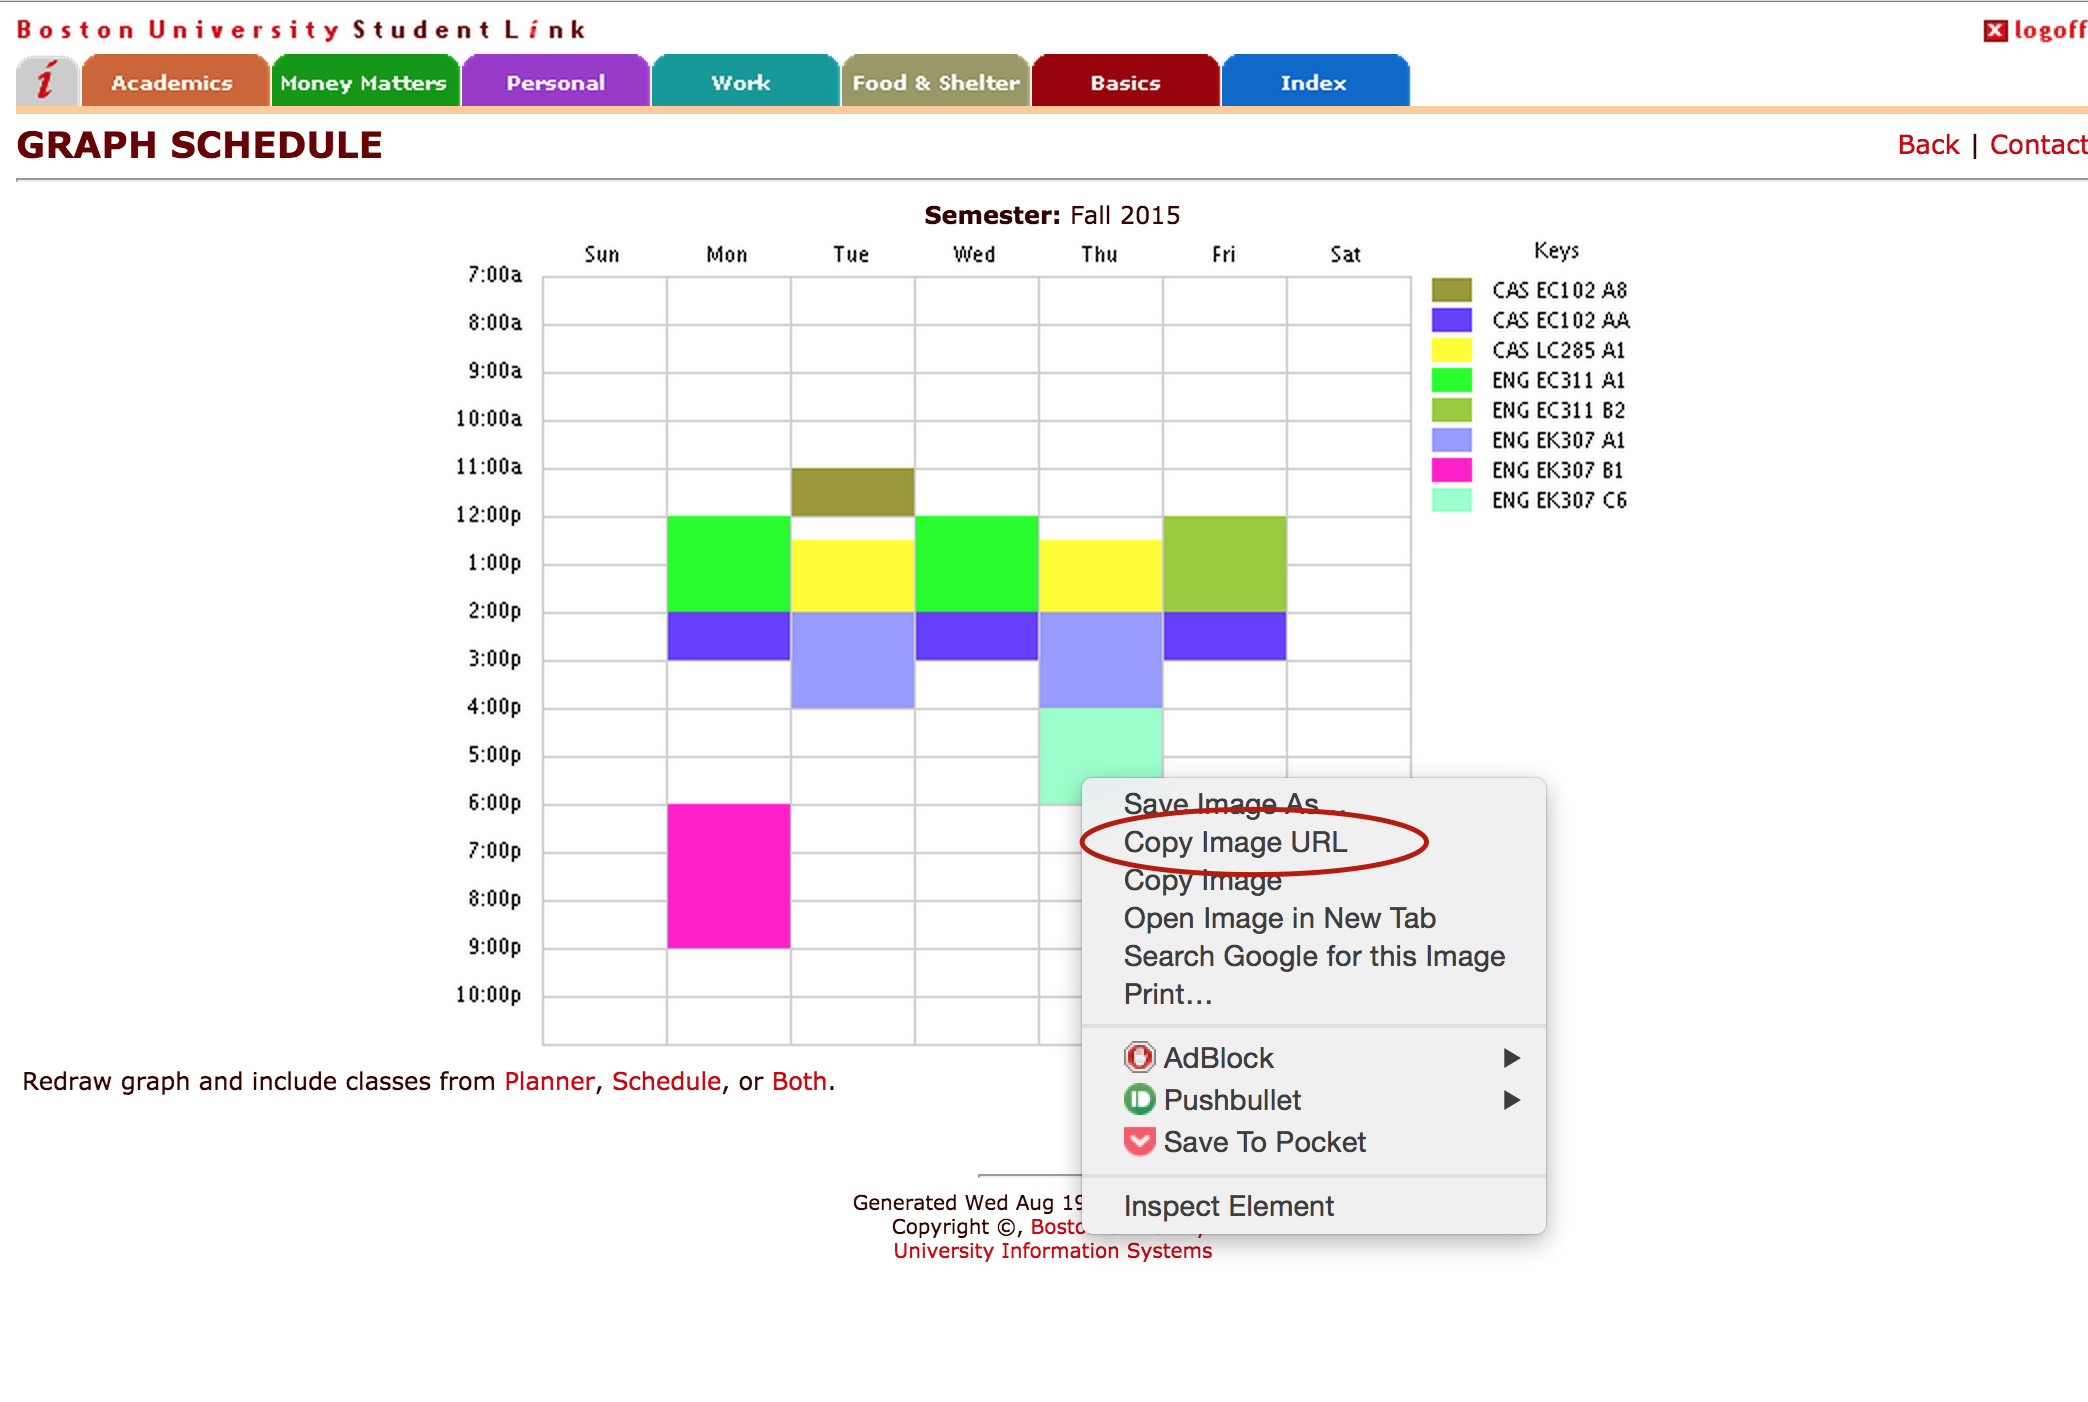 Boston University Student Link
logoff
i
Academics
Money Matters
Personal
Work
Food & Shelter
Basics
Index
GRAPH SCHEDULE
Back | Contact
Semester: Fall 2015
Sun Mon Tue Wed Thu Fri Sat
Keys
7:00a
8:00a
9:00a
10:00a
11:00a
12:00p
1:00p
2:00p
3:00p
4:00p
5:00p
6:00p
7:00p
8:00p
9:00p
10:00p
CAS EC102 A8
CAS EC102 AA
CAS LC285 A1
ENG EC311 A1
ENG EC311 B2
ENG EK307 A1
ENG EK307 B1
ENG EK307 C6
Save Image As...
Copy Image URL
Copy Image
Open Image in New Tab
Search Google for this Image
Print...
AdBlock
Pushbullet
Save To Pocket
Inspect Element
Redraw graph and include classes from Planner, Schedule, or Both.
Generated Wed Aug 19
Copyright ©,
University Information Systems